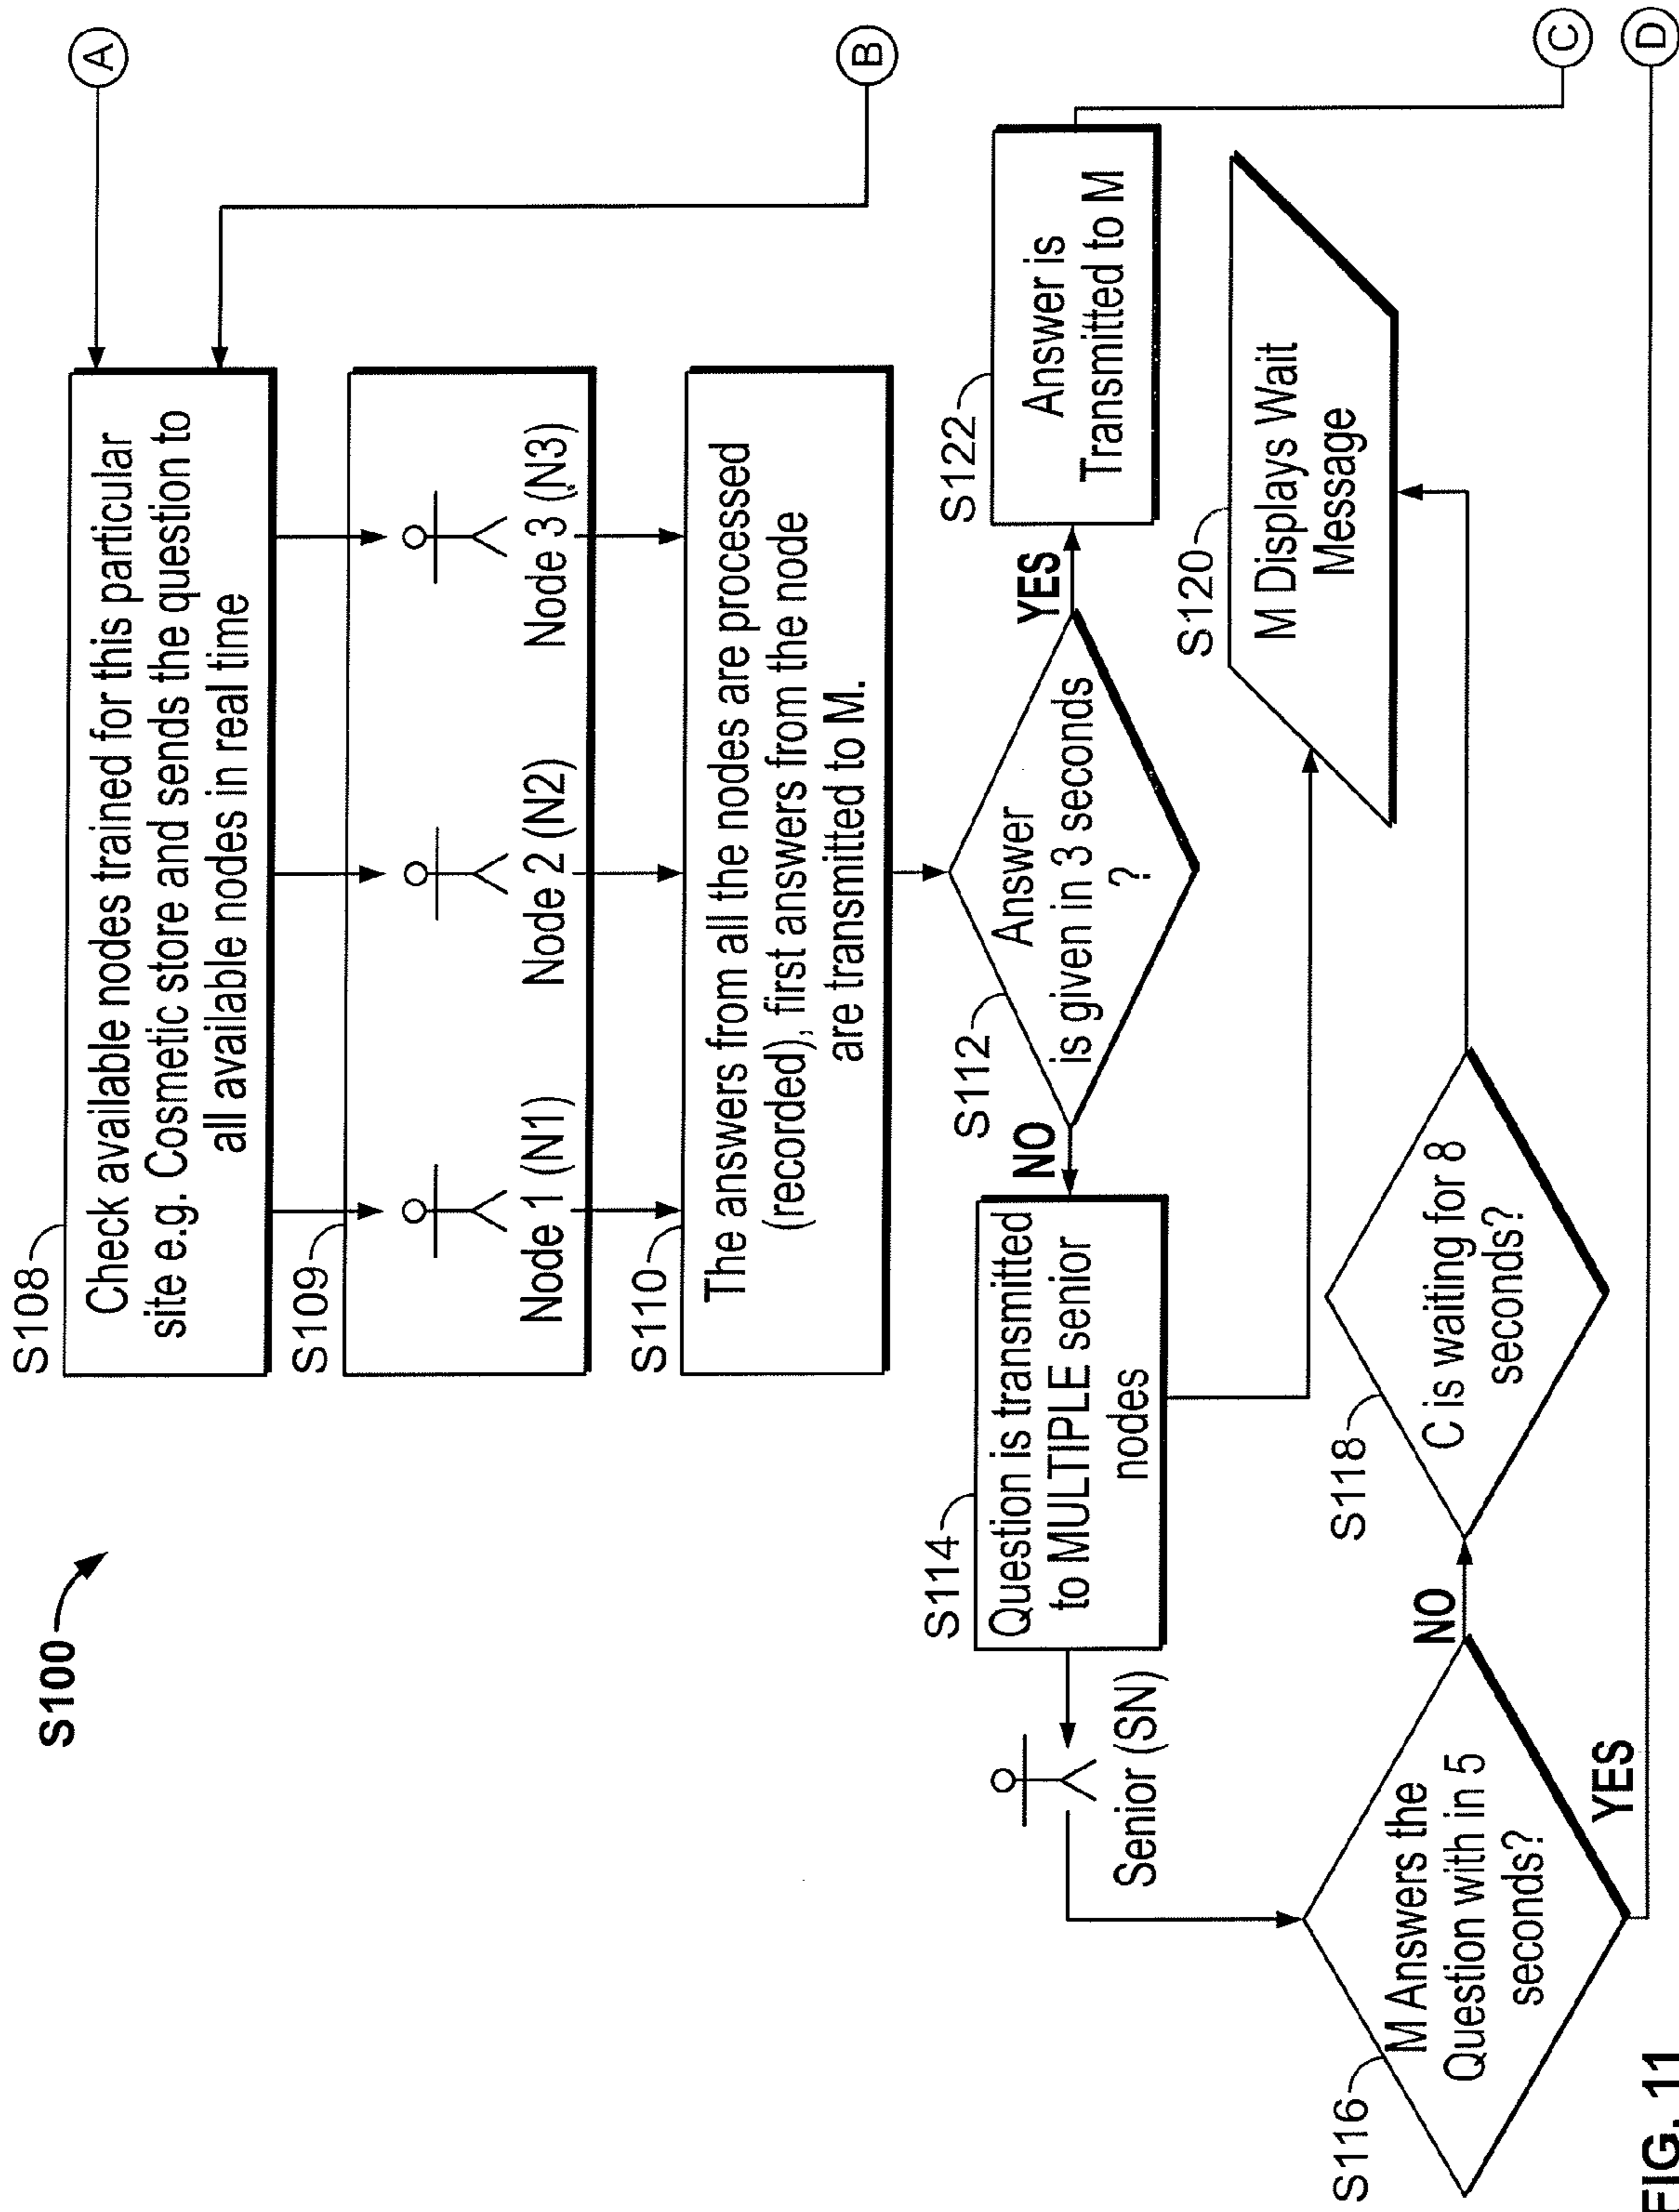 S100
A
S108
Check available nodes trained for this particular
site e.g. Cosmetic store and sends the question to
all available nodes in real time
S109
Node 1 (N1)
Node 2 (N2)
Node 3 (N3)
B
S110
The answers from all the nodes are processed
(recorded), first answers from the node
are transmitted to M.
S112
Answer
is given in 3 seconds
?
NO
YES
S122
Answer is
Transmitted to M
S114
Question is transmitted
to MULTIPLE senior
nodes
Senior (SN)
S120
M Displays Wait
Message
S116
M Answers the
Question with in 5
seconds?
NO
YES
S118
C is waiting for 8
seconds?
C
D
FIG. 11